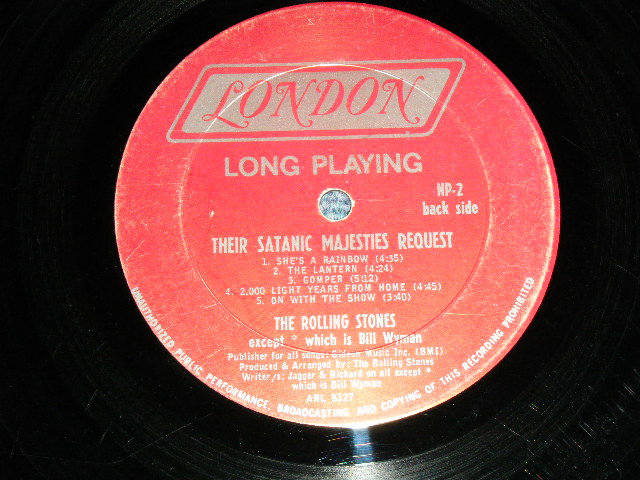 LONDON
LONG PLAYING
NP-2
back side
THEIR SATANIC MAJESTIES REQUEST
1. SHE'S A RAINBOW (4:35)
2. THE LANTERN (4:24)
3. GOMPER (5:12)
4. 2,000 LIGHT YEARS FROM HOME (4:45)
5. ON WITH THE SHOW (3:40)
THE ROLLING STONES
except * which is Bill Wyman
Publisher for all songs: Gideon Music Inc. (BMI)
Produced & Arranged by: The Rolling Stones
Writer/s: Jagger & Richard on all except *
which is Bill Wyman
ARL 8127
UNAUTHORIZED PUBLIC PERFORMANCE, BROADCASTING AND COPYING OF THIS RECORDING PROHIBITED